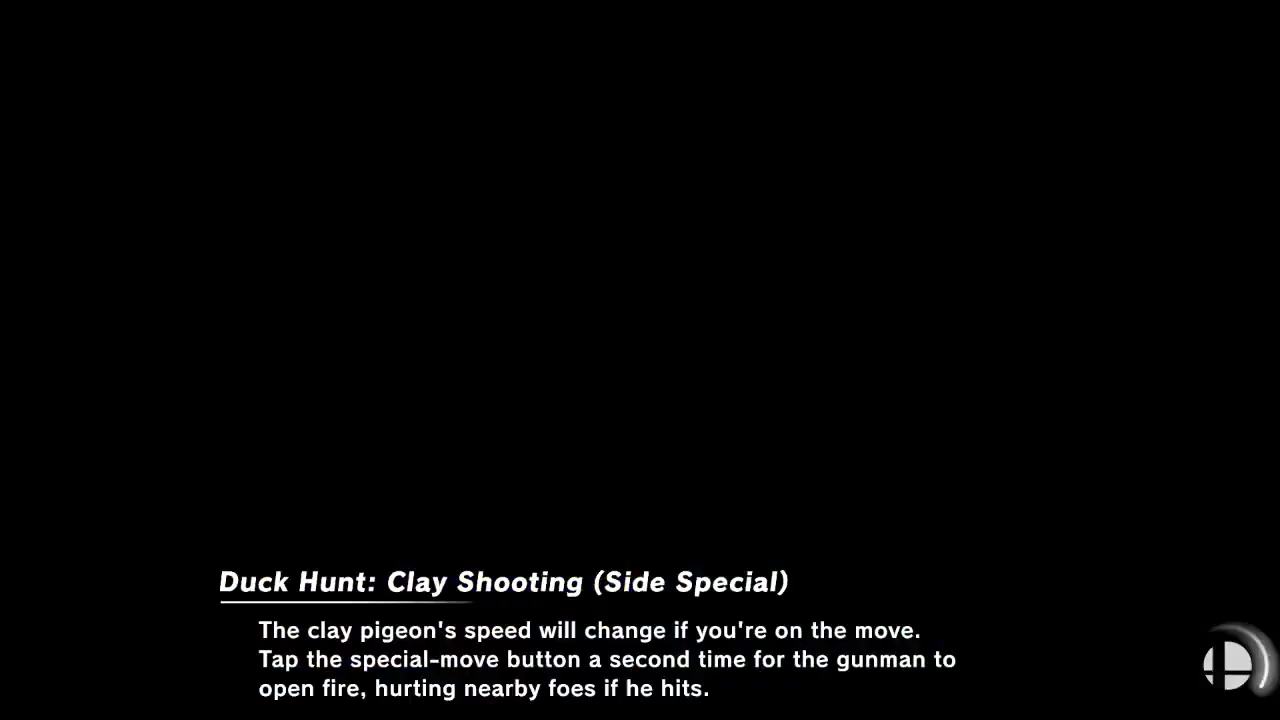 Duck Hunt: Clay Shooting (Side Special)
The clay pigeon's speed will change if you're on the move.
Tap the special-move button a second time for the gunman to
open fire, hurting nearby foes if he hits.